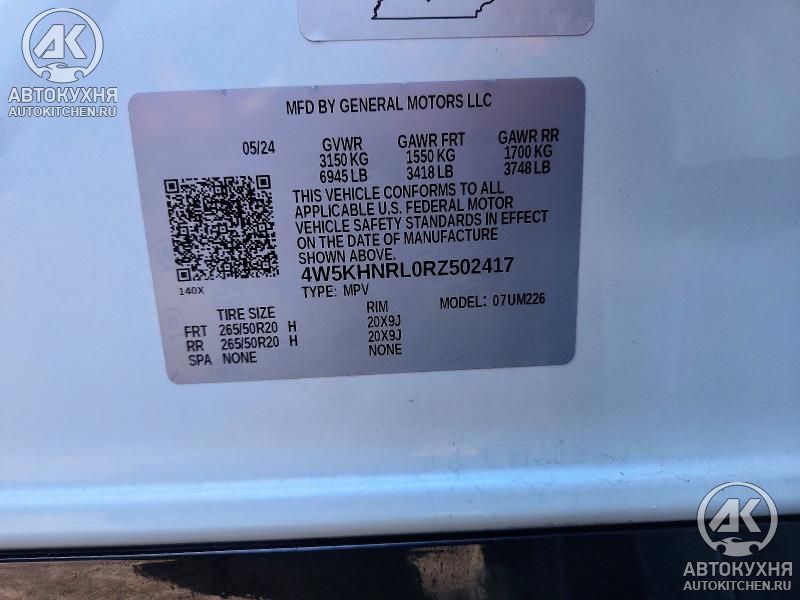 АК
АВТОКУХНЯ
AUTOKITCHEN.RU
MFD BY GENERAL MOTORS LLC
05/24 GVWR GAWR FRT GAWR RR
3150 KG 1550 KG 1700 KG
6945 LB 3418 LB 3748 LB
THIS VEHICLE CONFORMS TO ALL
APPLICABLE U.S. FEDERAL MOTOR
VEHICLE SAFETY STANDARDS IN EFFECT
ON THE DATE OF MANUFACTURE
SHOWN ABOVE.
4W5KHNRL0RZ502417
140X
TYPE: MPV MODEL: 07UM226
TIRE SIZE RIM
FRT 265/50R20 H 20X9J
RR 265/50R20 H 20X9J
SPA NONE NONE
АК
АВТОКУХНЯ
AUTOKITCHEN.RU